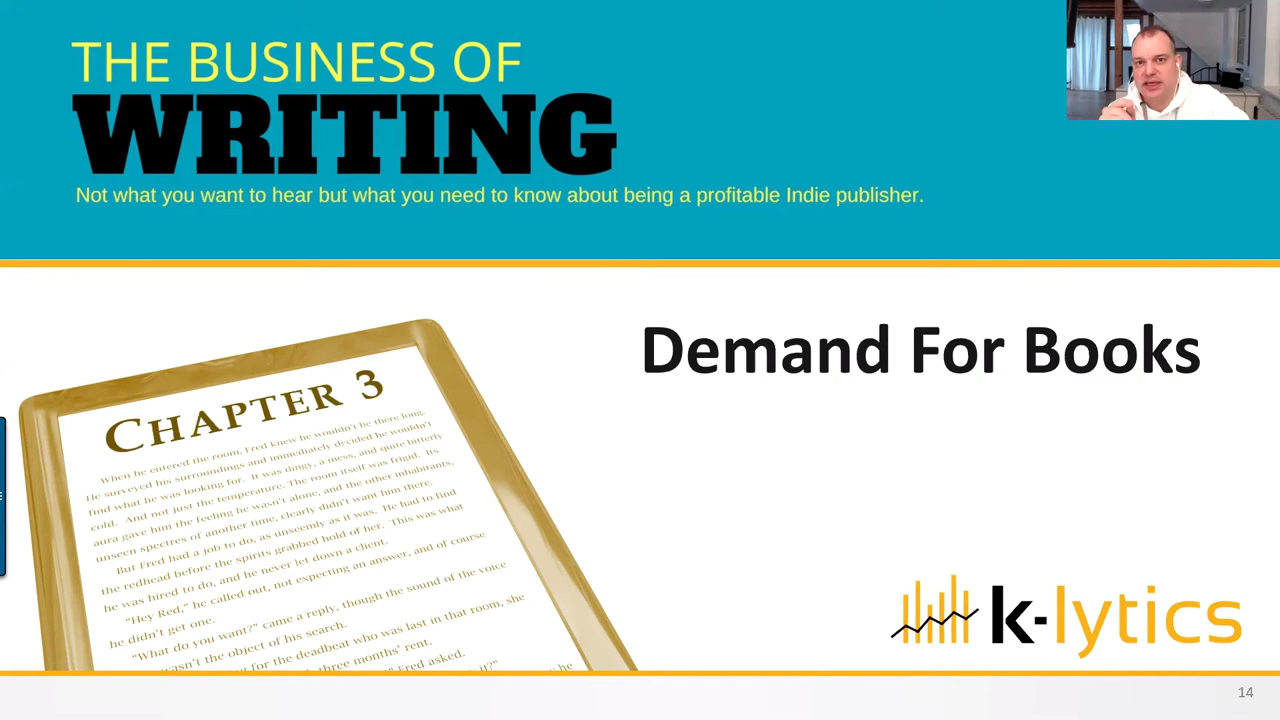 THE BUSINESS OF
WRITING
Not what you want to hear but what you need to know about being a profitable Indie publisher.
Demand For Books
CHAPTER 3
When he entered the room, Fred knew he wouldn't be there long.
He surveyed his surroundings and immediately decided he wouldn't
find what he was looking for. It was dingy, a mess, and quite bitterly
cold. And not just the temperature. The room itself was frigid. Its
aura gave him the feeling he wasn't alone, and the other inhabitants,
unseen spectres of another time, clearly didn't want him there.
But Fred had a job to do, as unseemly as it was. He had to find
the redhead before the spirits grabbed hold of her. This was what
he was hired to do, and he never let down a client.
"Hey Red," he called out, not expecting an answer, and of course
he didn't get one.
"What do you want?" came a reply, though the sound of the voice
wasn't the object of his search.
for the deadbeat who was last in that room, she
three months' rent.
Fred asked.
k-lytics
14